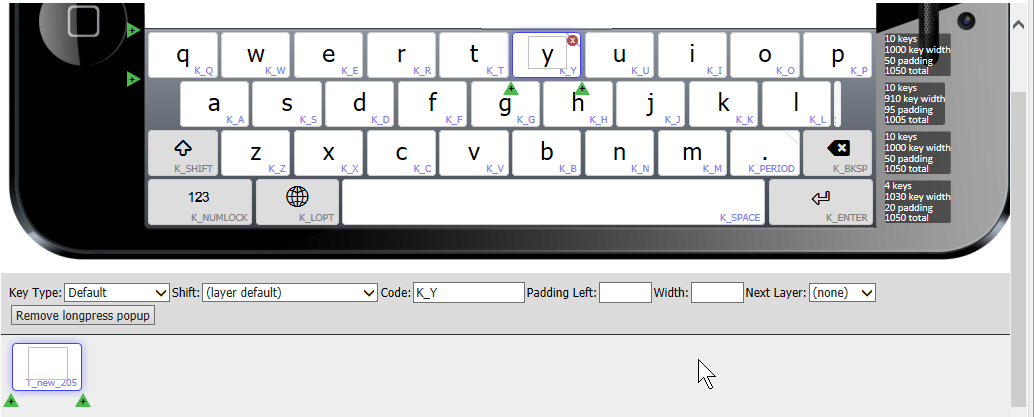 q w e r t y u i o p
K_Q K_W K_E K_R K_T K_Y K_U K_I K_O K_P
10 keys
1000 key width
50 padding
1050 total
a s d f g h j k l
K_A K_S K_D K_F K_G K_H K_J K_K K_L
10 keys
910 key width
95 padding
1005 total
z x c v b n m .
K_SHIFT K_Z K_X K_C K_V K_B K_N K_M K_PERIOD K_BKSP
10 keys
1000 key width
50 padding
1050 total
123
K_NUMLOCK K_LOPT K_SPACE K_ENTER
4 keys
1030 key width
20 padding
1050 total
Key Type: Default Shift: (layer default) Code: K_Y Padding Left: Width: Next Layer: (none)
Remove longpress popup
T_new_205